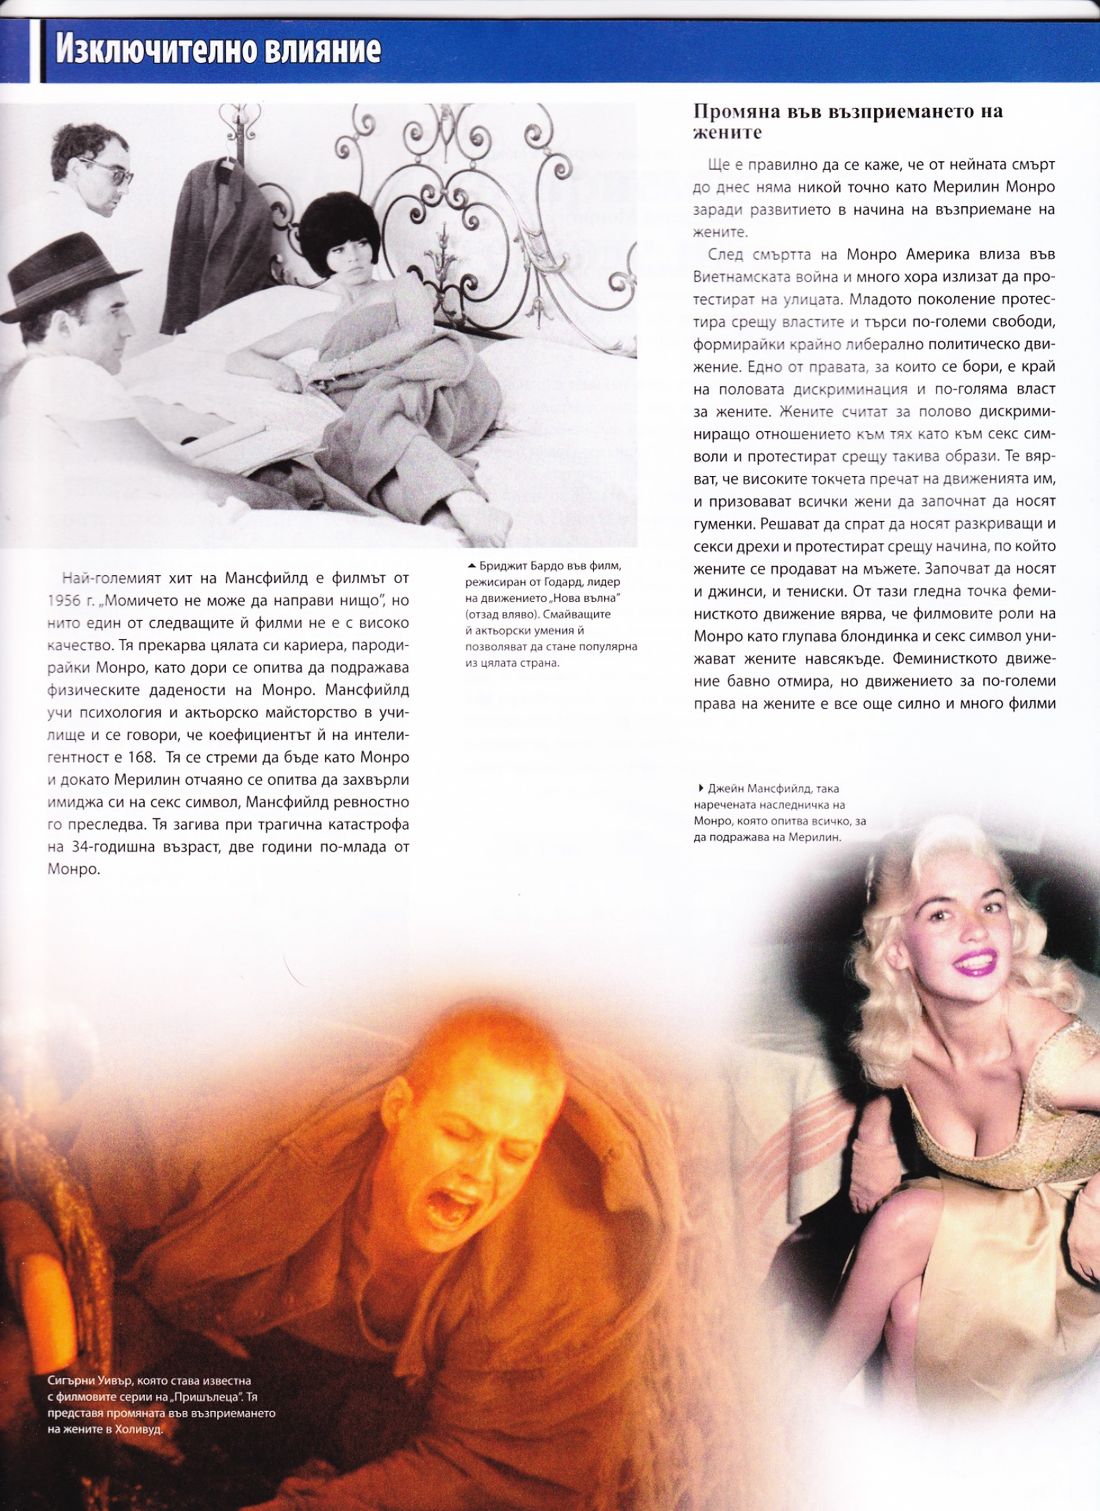 Изключително влияние
Най-големият хит на Мансфийлд е филмът от
1956 г. „Момичето не може да направи нищо”, но
нито един от следващите ѝ филми не е с високо
качество. Тя прекарва цялата си кариера, пароди-
райки Монро, като дори се опитва да подражава
физическите дадености на Монро. Мансфийлд
учи психология и актьорско майсторство в учи-
лище и се говори, че коефициентът ѝ на интели-
гентност е 168. Тя се стреми да бъде като Монро
и докато Мерилин отчаяно се опитва да захвърли
имиджа си на секс символ, Мансфийлд ревностно
го преследва. Тя загива при трагична катастрофа
на 34-годишна възраст, две години по-млада от
Монро.
Бриджит Бардо във филм,
режисиран от Годард, лидер
на движението „Нова вълна”
(отзад вляво). Смайващите
ѝ актьорски умения ѝ
позволяват да стане популярна
из цялата страна.
Промяна във възприемането на
жените
Ще е правилно да се каже, че от нейната смърт
до днес няма никой точно като Мерилин Монро
заради развитието в начина на възприемане на
жените.
След смъртта на Монро Америка влиза във
Виетнамската война и много хора излизат да про-
тестират на улицата. Младото поколение протес-
тира срещу властите и търси по-големи свободи,
формирайки крайно либерално политическо дви-
жение. Едно от правата, за които се бори, е край
на половата дискриминация и по-голяма власт
за жените. Жените считат за полово дискрими-
ниращо отношението към тях като към секс сим-
воли и протестират срещу такива образи. Те вяр-
ват, че високите токчета пречат на движенията им,
и призовават всички жени да започнат да носят
гуменки. Решават да спрат да носят разкриващи и
секси дрехи и протестират срещу начина, по който
жените се продават на мъжете. Започват да носят
и джинси, и тениски. От тази гледна точка феми-
нисткото движение вярва, че филмовите роли на
Монро като глупава блондинка и секс символ уни-
жават жените навсякъде. Феминисткото движе-
ние бавно отмира, но движението за по-големи
права на жените е все още силно и много филми
Джейн Мансфийлд, така
наречената наследничка на
Монро, която опитва всичко, за
да подражава на Мерилин.
Сигърни Уивър, която става известна
с филмовите серии на „Пришълеца”. Тя
представя промяната във възприемането
на жените в Холивуд.